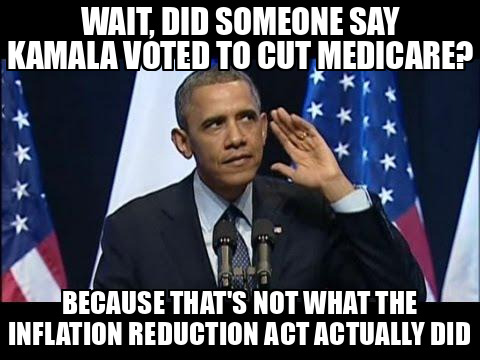 WAIT, DID SOMEONE SAY
KAMALA VOTED TO CUT MEDICARE?
BECAUSE THAT'S NOT WHAT THE
INFLATION REDUCTION ACT ACTUALLY DID